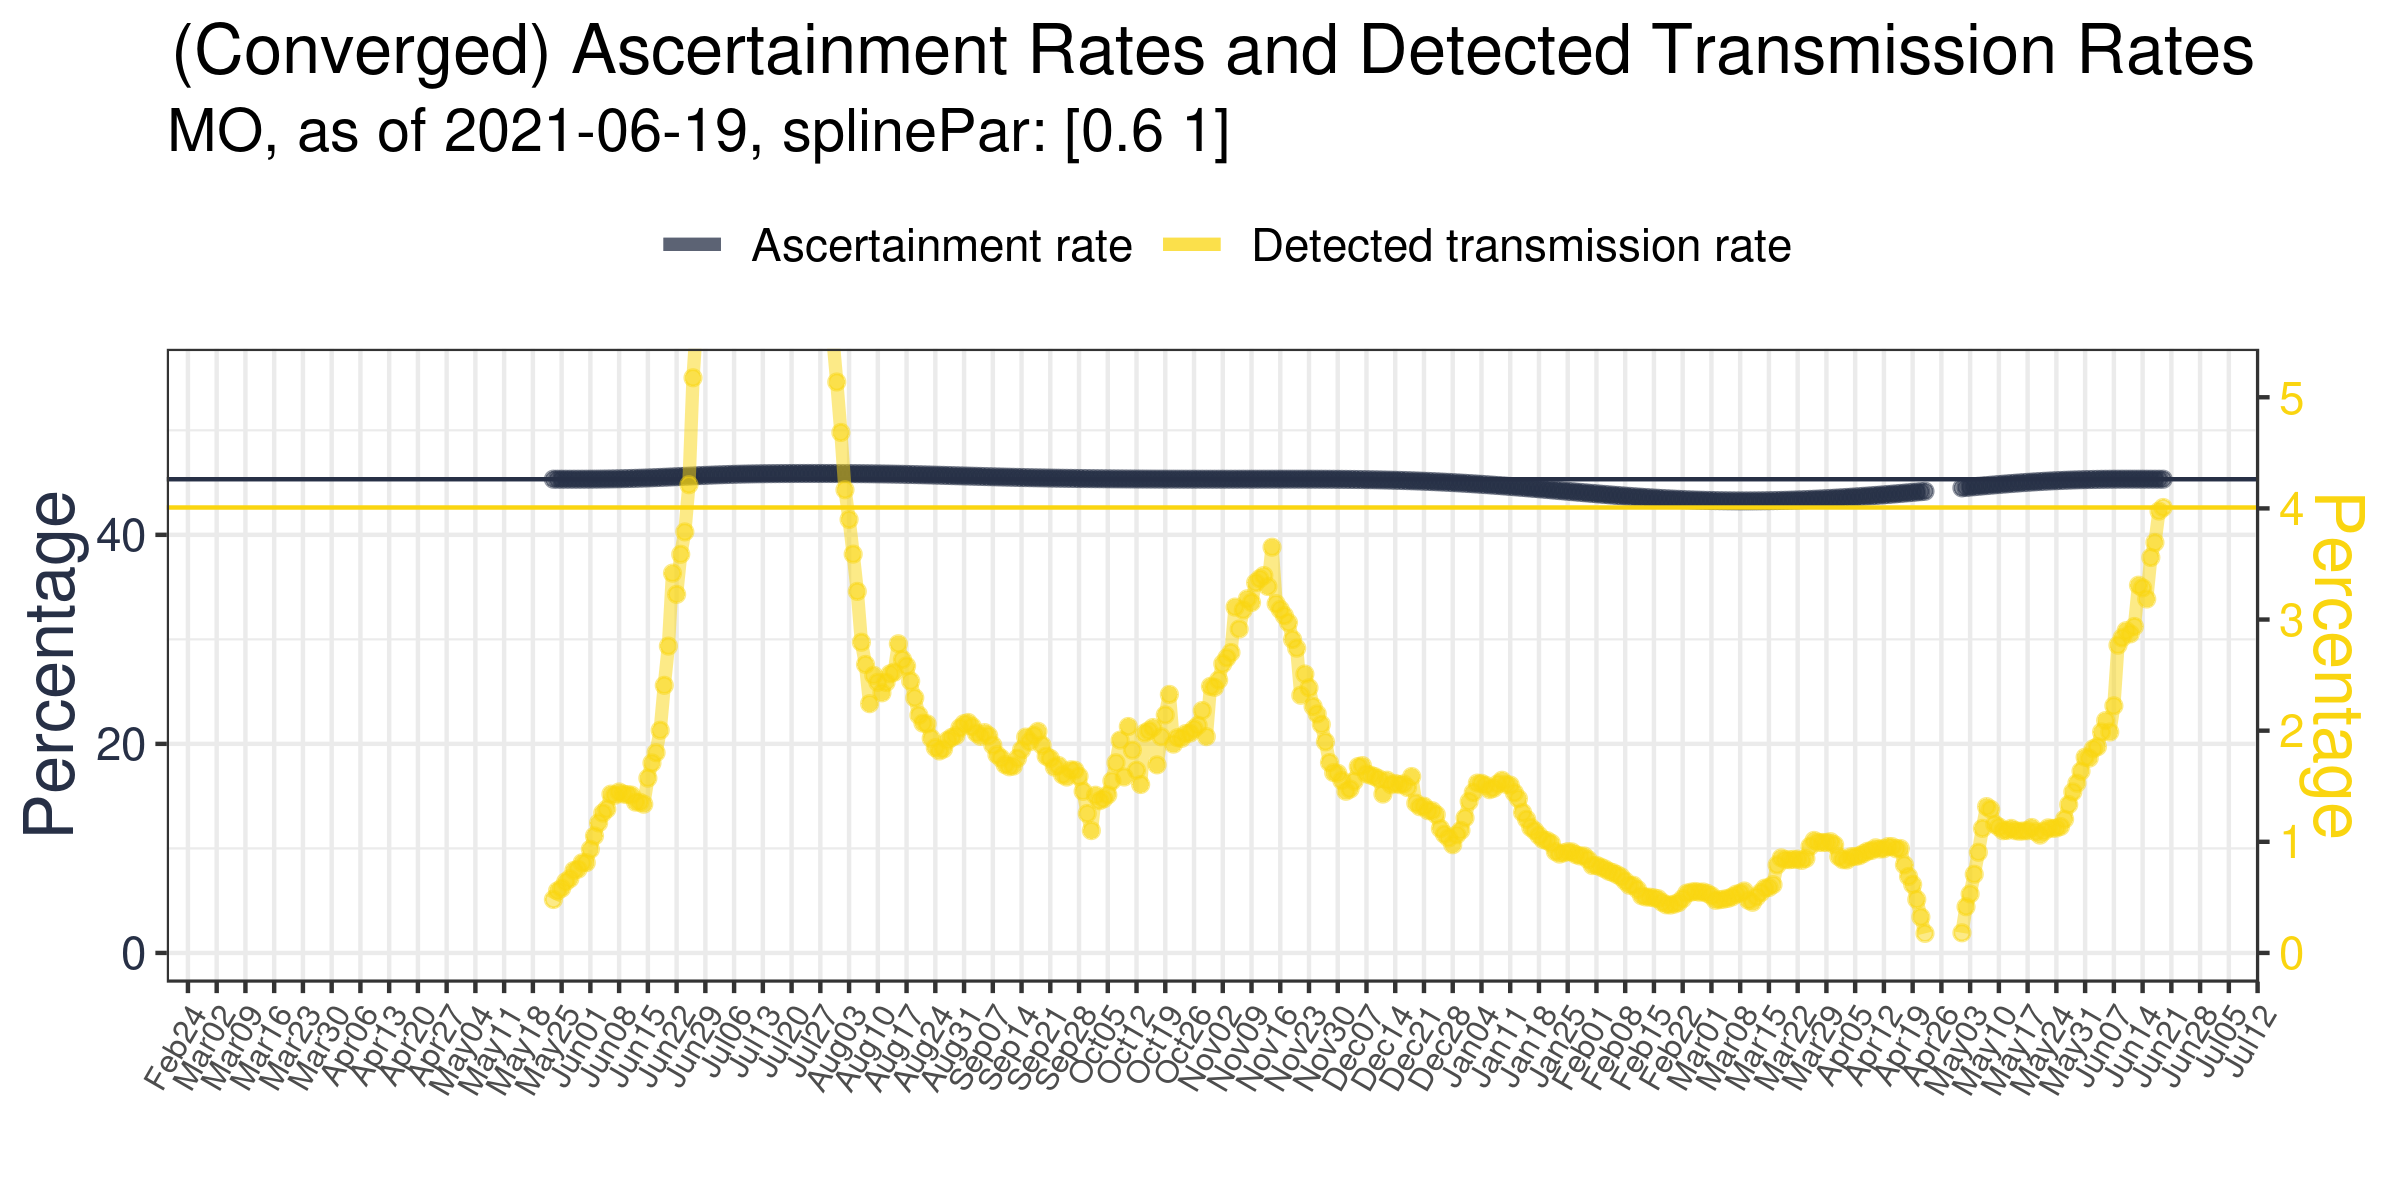 (Converged) Ascertainment Rates and Detected Transmission Rates
MO, as of 2021-06-19, splinePar: [0.6 1]
Ascertainment rate
Detected transmission rate
Percentage
40
20
0
5
4
3
2
1
0
Percentage
Feb24
Mar02
Mar09
Mar16
Mar23
Mar30
Apr06
Apr13
Apr20
Apr27
May04
May11
May18
May25
Jun01
Jun08
Jun15
Jun22
Jun29
Jul06
Jul13
Jul20
Jul27
Aug03
Aug10
Aug17
Aug24
Aug31
Sep07
Sep14
Sep21
Sep28
Oct05
Oct12
Oct19
Oct26
Nov02
Nov09
Nov16
Nov23
Nov30
Dec07
Dec14
Dec21
Dec28
Jan04
Jan11
Jan18
Jan25
Feb01
Feb08
Feb15
Feb22
Mar01
Mar08
Mar15
Mar22
Mar29
Apr05
Apr12
Apr19
Apr26
May03
May10
May17
May24
May31
Jun07
Jun14
Jun21
Jun28
Jul05
Jul12